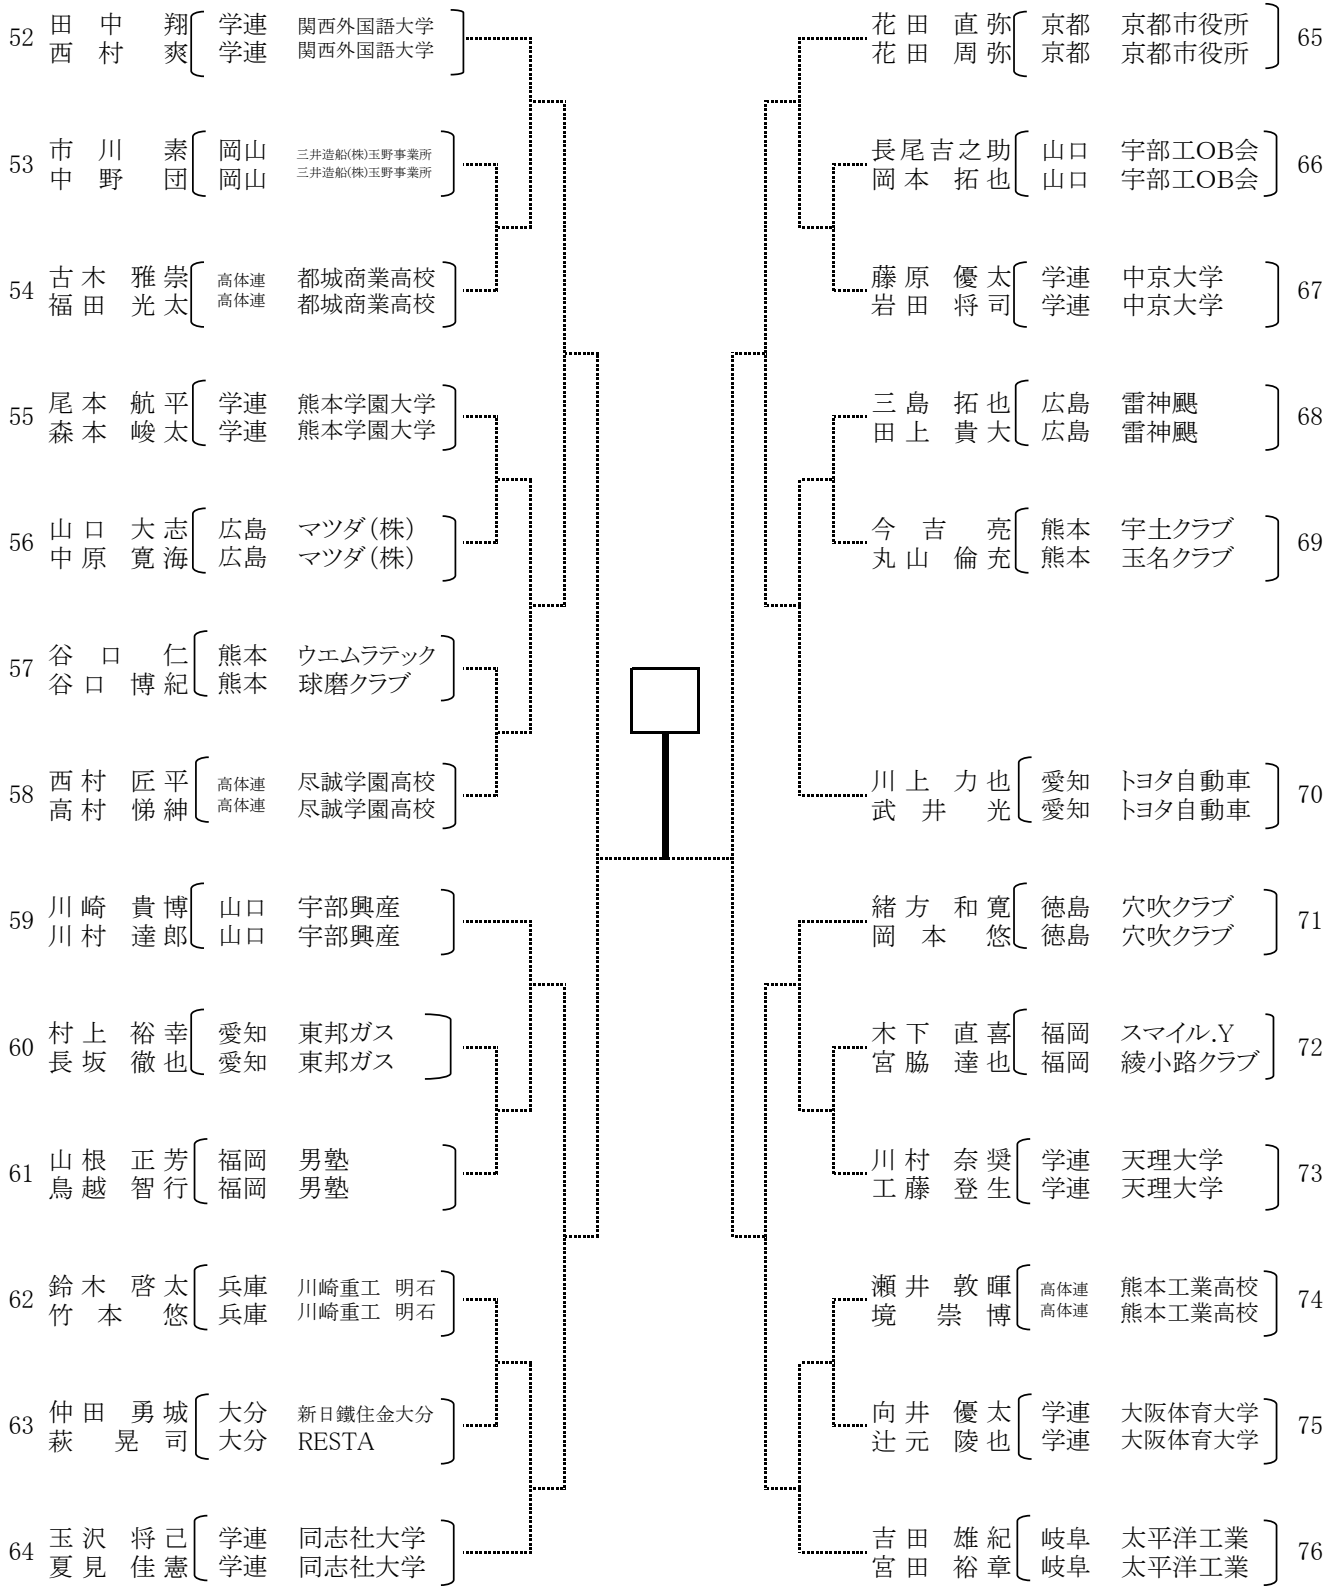 52 田中 翔 学連 関西外国語大学
西村 爽 学連 関西外国語大学
53 市川 素 岡山 三井造船(株)玉野事業所
中野 団 岡山 三井造船(株)玉野事業所
54 古木 雅崇 高体連 都城商業高校
福田 光太 高体連 都城商業高校
55 尾本 航平 学連 熊本学園大学
森本 峻太 学連 熊本学園大学
56 山口 大志 広島 マツダ(株)
中原 寛海 広島 マツダ(株)
57 谷口 仁 熊本 ウエムラテック
谷口 博紀 熊本 球磨クラブ
58 西村 匠平 高体連 尽誠学園高校
高村 悌紳 高体連 尽誠学園高校
59 川崎 貴博 山口 宇部興産
川村 達郎 山口 宇部興産
60 村上 裕幸 愛知 東邦ガス
長坂 徹也 愛知 東邦ガス
61 山根 正芳 福岡 男塾
鳥越 智行 福岡 男塾
62 鈴木 啓太 兵庫 川崎重工 明石
竹本 悠 兵庫 川崎重工 明石
63 仲田 勇城 大分 新日鐵住金大分
萩 晃司 大分 RESTA
64 玉沢 将己 学連 同志社大学
夏見 佳憲 学連 同志社大学
花田 直弥 京都 京都市役所 65
花田 周弥 京都 京都市役所
長尾吉之助 山口 宇部工OB会 66
岡本 拓也 山口 宇部工OB会
藤原 優太 学連 中京大学 67
岩田 将司 学連 中京大学
三島 拓也 広島 雷神颶 68
田上 貴大 広島 雷神颶
今吉 亮 熊本 宇土クラブ 69
丸山 倫充 熊本 玉名クラブ
川上 力也 愛知 トヨタ自動車 70
武井 光 愛知 トヨタ自動車
緒方 和寛 徳島 穴吹クラブ 71
岡本 悠 徳島 穴吹クラブ
木下 直喜 福岡 スマイル.Y 72
宮脇 達也 福岡 綾小路クラブ
川村 奈奨 学連 天理大学 73
工藤 登生 学連 天理大学
瀬井 敦暉 高体連 熊本工業高校 74
境 崇博 高体連 熊本工業高校
向井 優太 学連 大阪体育大学 75
辻元 陵也 学連 大阪体育大学
吉田 雄紀 岐阜 太平洋工業 76
宮田 裕章 岐阜 太平洋工業